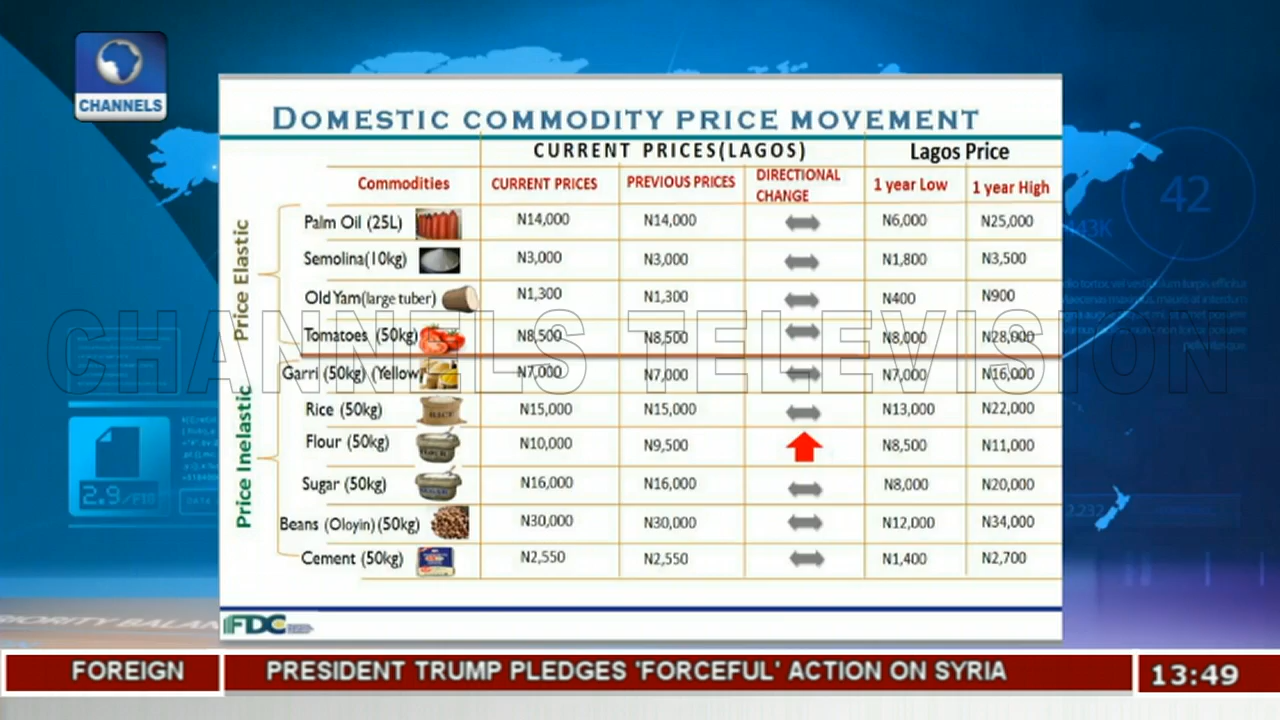 CHANNELS
DOMESTIC COMMODITY PRICE MOVEMENT
CURRENT PRICES(LAGOS) Lagos Price
Commodities CURRENT PRICES PREVIOUS PRICES DIRECTIONAL CHANGE 1 year Low 1 year High
Price Elastic
Palm Oil (25L) N14,000 N14,000 N6,000 N25,000
Semolina(10kg) N3,000 N3,000 N1,800 N3,500
Old Yam(large tuber) N1,300 N1,300 N400 N900
Tomatoes (50kg) N8,500 N8,500 N8,000 N28,000
Price Inelastic
Garri (50kg) (Yellow) N7,000 N7,000 N7,000 N16,000
Rice (50kg) N15,000 N15,000 N13,000 N22,000
Flour (50kg) N10,000 N9,500 N8,500 N11,000
Sugar (50kg) N16,000 N16,000 N8,000 N20,000
Beans (Oloyin) (50kg) N30,000 N30,000 N12,000 N34,000
Cement (50kg) N2,550 N2,550 N1,400 N2,700
CHANNELS TELEVISION
FDC
42
2.9
FOREIGN PRESIDENT TRUMP PLEDGES 'FORCEFUL' ACTION ON SYRIA 13:49